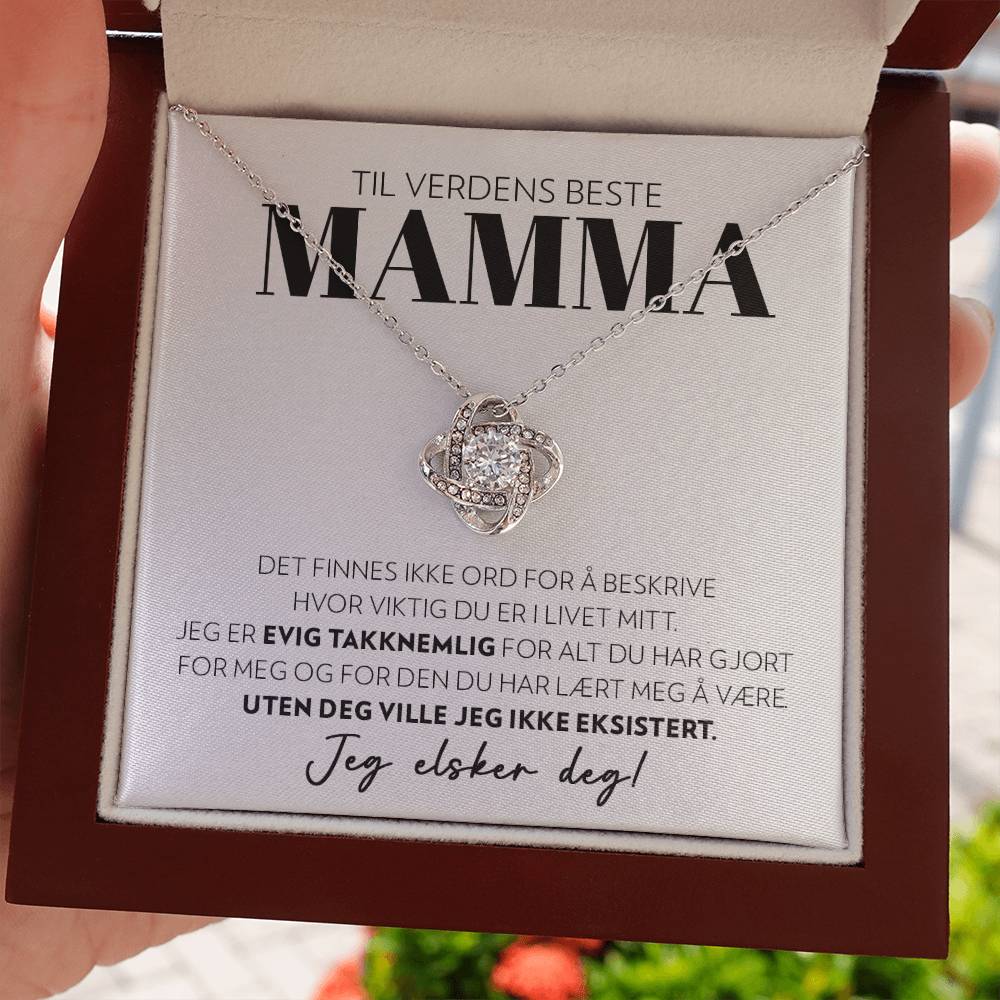 TIL VERDENS BESTE
MAMMA
DET FINNES IKKE ORD FOR Å BESKRIVE
HVOR VIKTIG DU ER I LIVET MITT.
JEG ER EVIG TAKKNEMLIG FOR ALT DU HAR GJORT
FOR MEG OG FOR DEN DU HAR LÆRT MEG Å VÆRE.
UTEN DEG VILLE JEG IKKE EKSISTERT.
Jeg elsker deg!